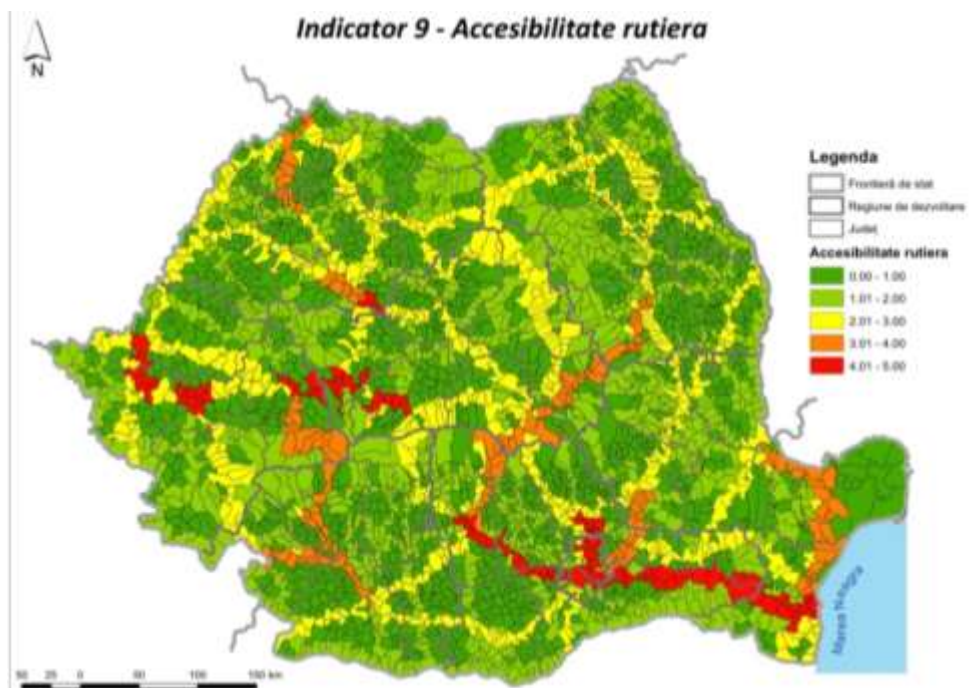 Indicator 9 - Accesibilitate rutiera
N
Legenda
Frontieră de stat
Regiune de dezvoltare
Judet
Accesibilitate rutiera
0.00 - 1.00
1.01 - 2.00
2.01 - 3.00
3.01 - 4.00
4.01 - 5.00
Marea Neagra
50 25 0 50 100 150 km